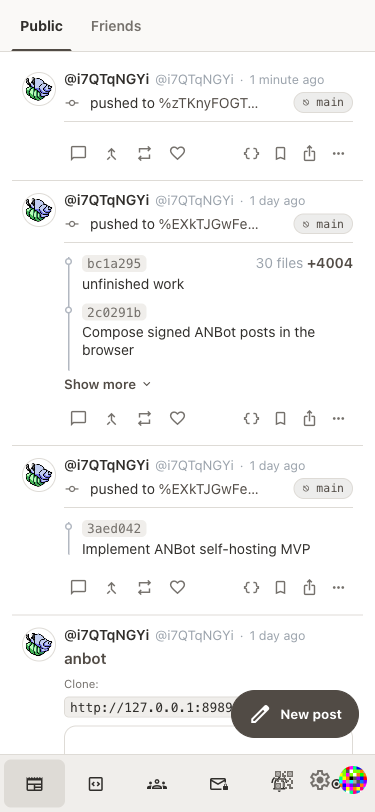 Public Friends
@i7QTqNGYi @i7QTqNGYi · 1 minute ago
pushed to %zTKnyFOGT... main
@i7QTqNGYi @i7QTqNGYi · 1 day ago
pushed to %EXkTJGwFe... main
bc1a295 30 files +4004
unfinished work
2c0291b
Compose signed ANBot posts in the
browser
Show more
@i7QTqNGYi @i7QTqNGYi · 1 day ago
pushed to %EXkTJGwFe... main
3aed042
Implement ANBot self-hosting MVP
@i7QTqNGYi @i7QTqNGYi · 1 day ago
anbot
Clone:
http://127.0.0.1:8989
New post